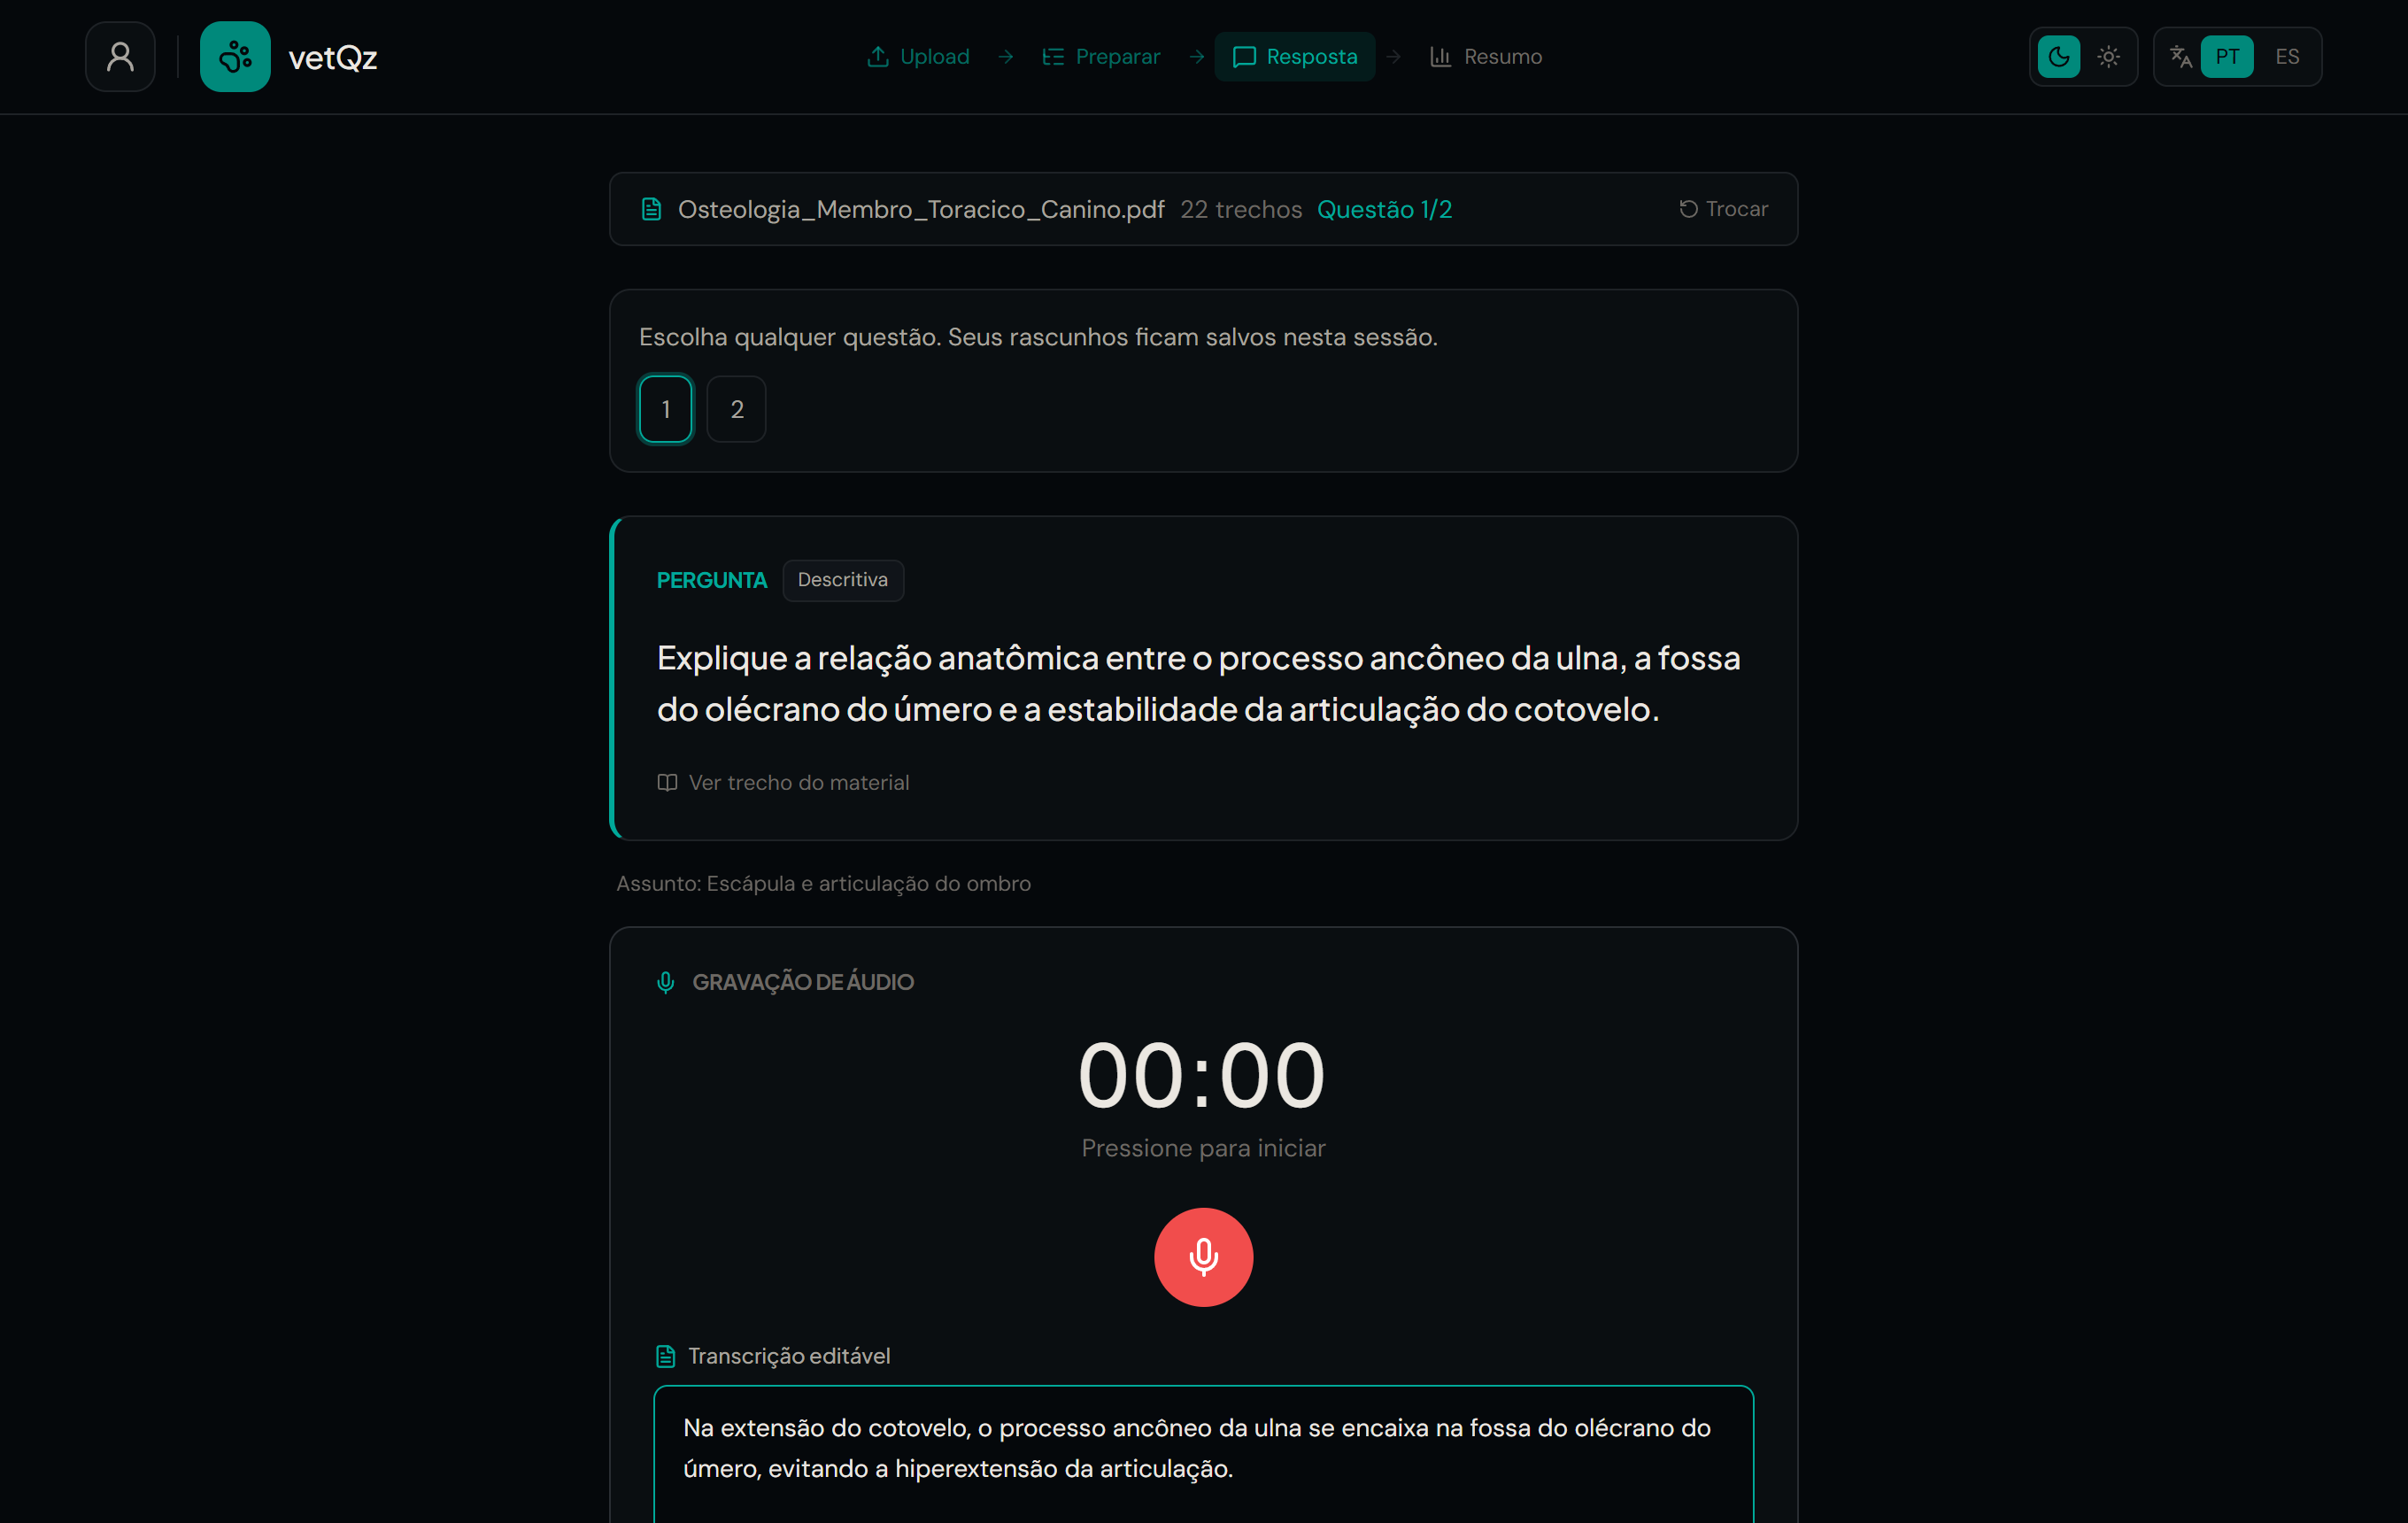 vetQz
Upload
Preparar
Resposta
Resumo
PT
ES
Osteologia_Membro_Toracico_Canino.pdf 22 trechos Questão 1/2
Trocar
Escolha qualquer questão. Seus rascunhos ficam salvos nesta sessão.
1
2
PERGUNTA
Descritiva
Explique a relação anatômica entre o processo ancôneo da ulna, a fossa
do olécrano do úmero e a estabilidade da articulação do cotovelo.
Ver trecho do material
Assunto: Escápula e articulação do ombro
GRAVAÇÃO DE ÁUDIO
00:00
Pressione para iniciar
Transcrição editável
Na extensão do cotovelo, o processo ancôneo da ulna se encaixa na fossa do olécrano do
úmero, evitando a hiperextensão da articulação.